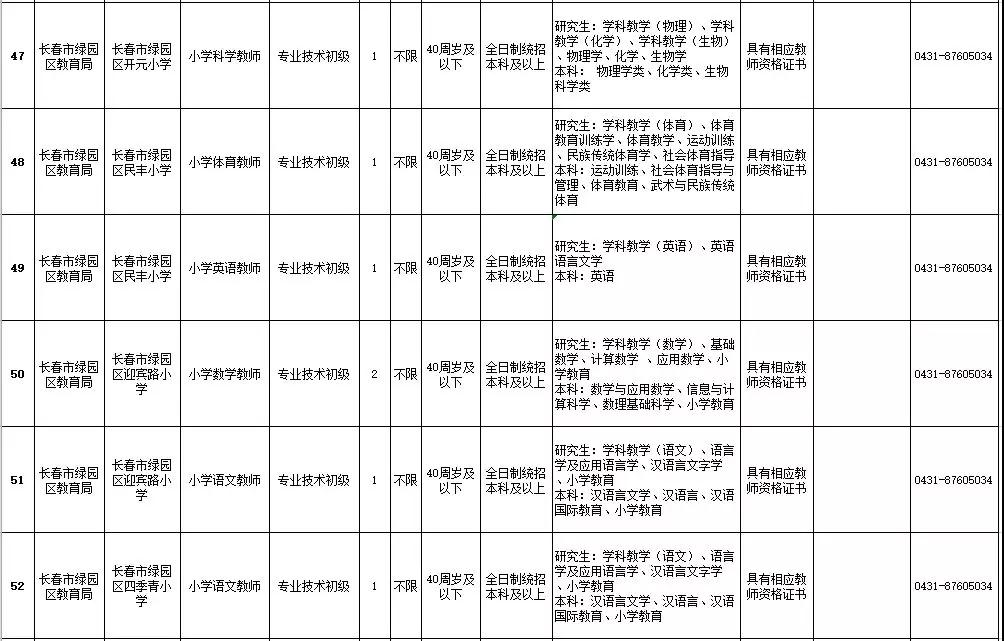 47
长春市绿园
区教育局
长春市绿园
区开元小学
小学科学教师
专业技术初级
1
不限
40周岁及
以下
全日制统招
本科及以上
研究生：学科教学（物理）、学科
教学（化学）、学科教学（生物）
、物理学、化学、生物学
本科： 物理学类、化学类、生物
科学类
具有相应教
师资格证书
0431-87605034
48
长春市绿园
区教育局
长春市绿园
区民丰小学
小学体育教师
专业技术初级
1
不限
40周岁及
以下
全日制统招
本科及以上
研究生：学科教学（体育）、体育
教育训练学、体育教学、运动训练
、民族传统体育学、社会体育指导
本科：运动训练、社会体育指导与
管理、体育教育、武术与民族传统
体育
具有相应教
师资格证书
0431-87605034
49
长春市绿园
区教育局
长春市绿园
区民丰小学
小学英语教师
专业技术初级
1
不限
40周岁及
以下
全日制统招
本科及以上
研究生：学科教学（英语）、英语
语言文学
本科：英语
具有相应教
师资格证书
0431-87605034
50
长春市绿园
区教育局
长春市绿园
区迎宾路小
学
小学数学教师
专业技术初级
2
不限
40周岁及
以下
全日制统招
本科及以上
研究生：学科教学（数学）、基础
数学、计算数学 、应用数学、小
学教育
本科：数学与应用数学、信息与计
算科学、数理基础科学、小学教育
具有相应教
师资格证书
0431-87605034
51
长春市绿园
区教育局
长春市绿园
区迎宾路小
学
小学语文教师
专业技术初级
1
不限
40周岁及
以下
全日制统招
本科及以上
研究生：学科教学（语文）、语言
学及应用语言学、汉语言文字学
、小学教育
本科：汉语言文学、汉语言、汉语
国际教育、小学教育
具有相应教
师资格证书
0431-87605034
52
长春市绿园
区教育局
长春市绿园
区四季青小
学
小学语文教师
专业技术初级
1
不限
40周岁及
以下
全日制统招
本科及以上
研究生：学科教学（语文）、语言
学及应用语言学、汉语言文字学
、小学教育
本科：汉语言文学、汉语言、汉语
国际教育、小学教育
具有相应教
师资格证书
0431-87605034